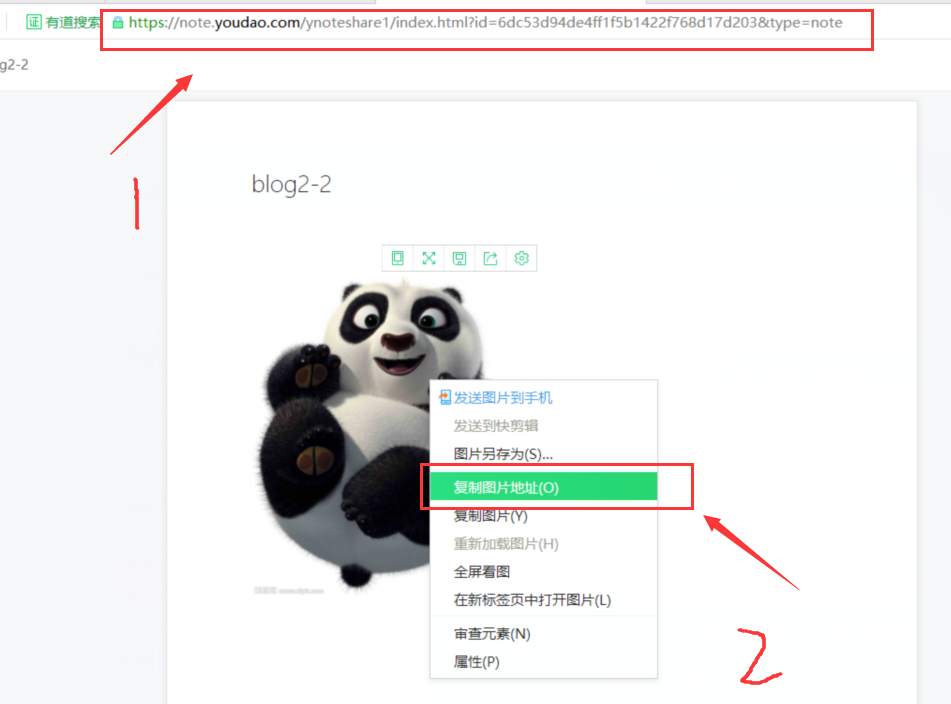 证 有道搜索 https://note.youdao.com/ynoteshare1/index.html?id=6dc53d94de4ff1f5b1422f768d17d203&type=note
g2-2
1
blog2-2
发送图片到手机
发送到快剪辑
图片另存为(S)...
复制图片地址(O)
复制图片(Y)
重新加载图片(H)
全屏看图
在新标签页中打开图片(L)
审查元素(N)
属性(P)
2